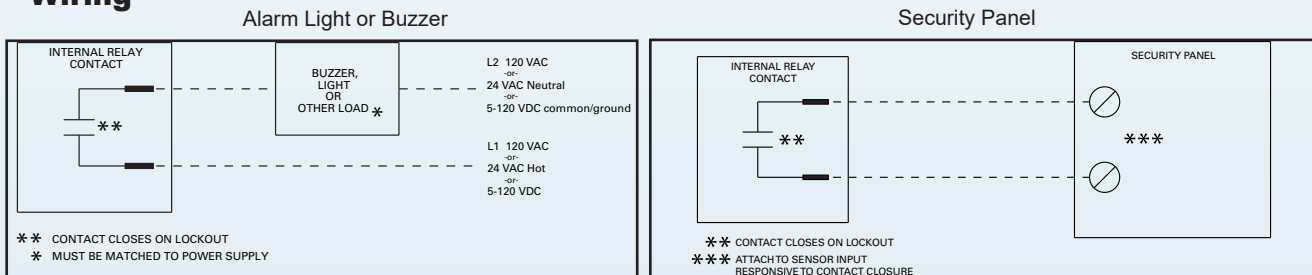 Wiring
Alarm Light or Buzzer
INTERNAL RELAY
CONTACT
**
BUZZER,
LIGHT
OR
OTHER LOAD *
L2 120 VAC
-or-
24 VAC Neutral
-or-
5-120 VDC common/ground
L1 120 VAC
-or-
24 VAC Hot
-or-
5-120 VDC
** CONTACT CLOSES ON LOCKOUT
* MUST BE MATCHED TO POWER SUPPLY
Security Panel
INTERNAL RELAY
CONTACT
**
SECURITY PANEL
***
** CONTACT CLOSES ON LOCKOUT
*** ATTACH TO SENSOR INPUT
RESPONSIVE TO CONTACT CLOSURE